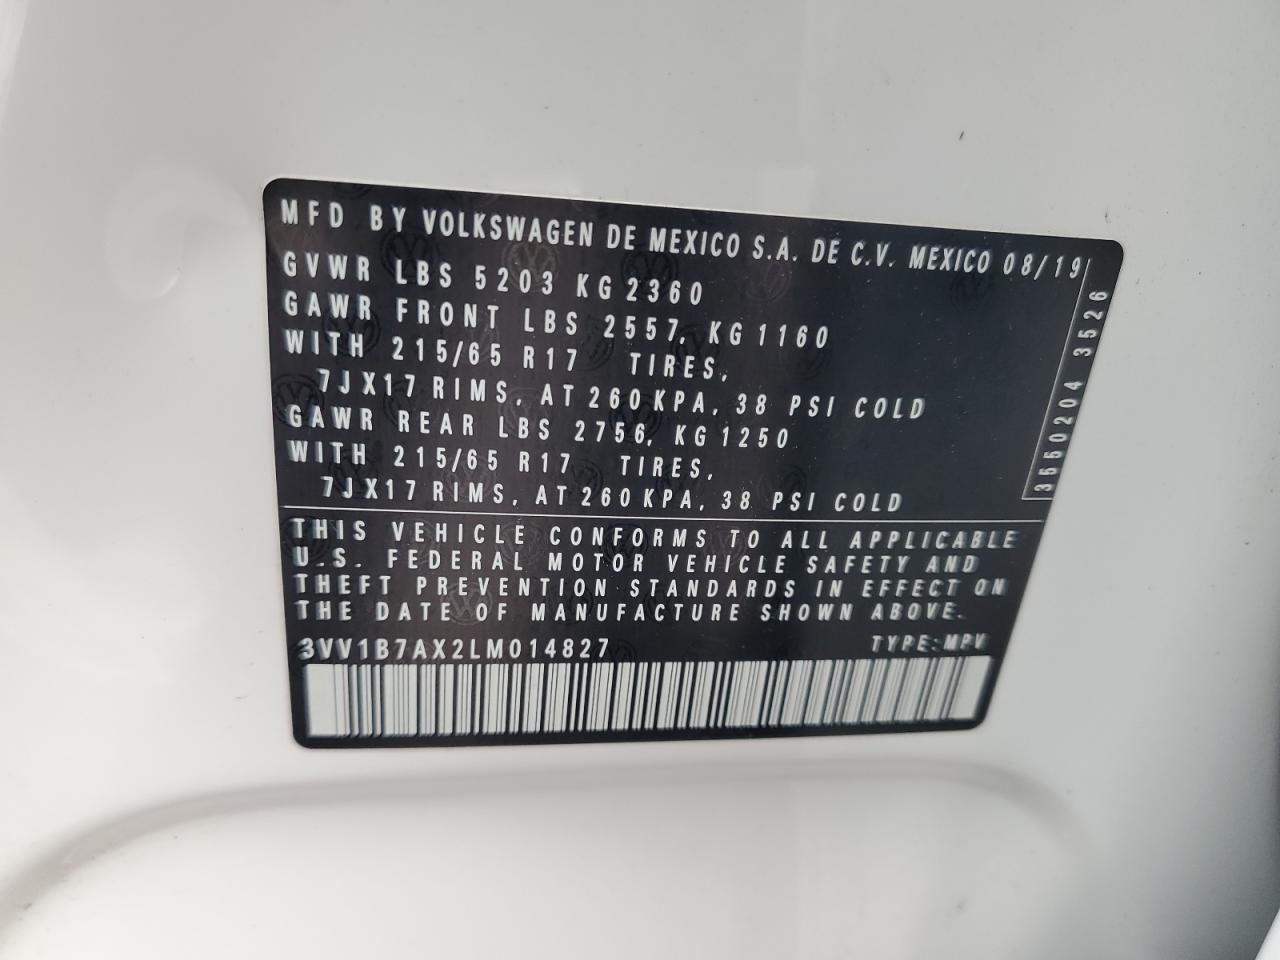 MFD BY VOLKSWAGEN DE MEXICO S.A. DE C.V. MEXICO 08/19
GVWR LBS 5203 KG 2360
GAWR FRONT LBS 2557, KG 1160
WITH 215/65 R17 TIRES,
7JX17 RIMS, AT 260 KPA, 38 PSI COLD
GAWR REAR LBS 2756, KG 1250
WITH 215/65 R17 TIRES,
7JX17 RIMS, AT 260 KPA, 38 PSI COLD
3550204 3526
THIS VEHICLE CONFORMS TO ALL APPLICABLE
U.S. FEDERAL MOTOR VEHICLE SAFETY AND
THEFT PREVENTION STANDARDS IN EFFECT ON
THE DATE OF MANUFACTURE SHOWN ABOVE.
3VV1B7AX2LM014827 TYPE:MPV